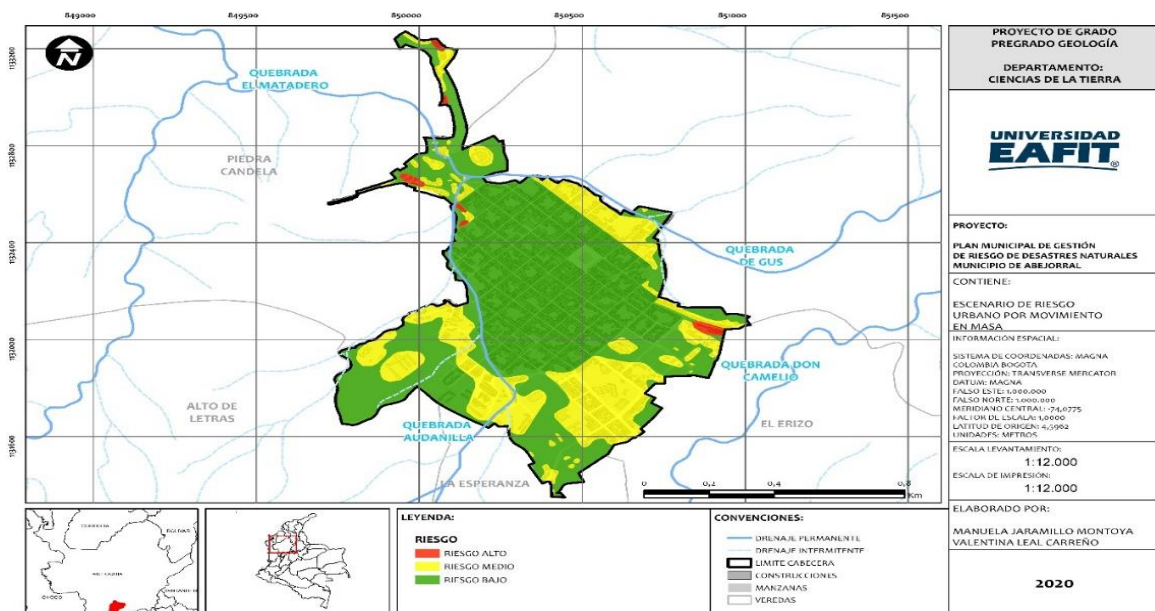 849000 849500 850000 850500 851000 851500
1132800
1132400
1132000
1131600
N
QUEBRADA
EL MATADERO
PIEDRA
CANDELA
QUEBRADA
DE GUS
QUEBRADA DON
CAMELIO
ALTO DE
LETRAS
QUEBRADA
AUDANILLA
EL ERIZO
LA ESPERANZA
0 0,2 0,4 0,8
Km
PROYECTO DE GRADO
PREGRADO GEOLOGÍA
DEPARTAMENTO:
CIENCIAS DE LA TIERRA
UNIVERSIDAD
EAFIT®
PROYECTO:
PLAN MUNICIPAL DE GESTIÓN
DE RIESGO DE DESASTRES NATURALES
MUNICIPIO DE ABEJORRAL
CONTIENE:
ESCENARIO DE RIESGO
URBANO POR MOVIMIENTO
EN MASA
INFORMACIÓN ESPACIAL:
SISTEMA DE COORDENADAS: MAGNA
COLOMBIA BOGOTA
PROYECCIÓN: TRANSVERSE MERCATOR
DATUM: MAGNA
FALSO ESTE: 1.000.000
FALSO NORTE: 1.000.000
MERIDIANO CENTRAL: -74,0775
FACTOR DE ESCALA: 1,0000
LATITUD DE ORIGEN: 4,5962
UNIDADES: METROS
ESCALA LEVANTAMIENTO:
1:12.000
ESCALA DE IMPRESIÓN:
1:12.000
ELABORADO POR:
MANUELA JARAMILLO MONTOYA
VALENTINA LEAL CARREÑO
2020
LEYENDA:
RIESGO
RIESGO ALTO
RIESGO MEDIO
RIESGO BAJO
CONVENCIONES:
DRENAJE PERMANENTE
DRENAJE INTERMITENTE
LIMITE CABECERA
CONSTRUCCIONES
MANZANAS
VEREDAS